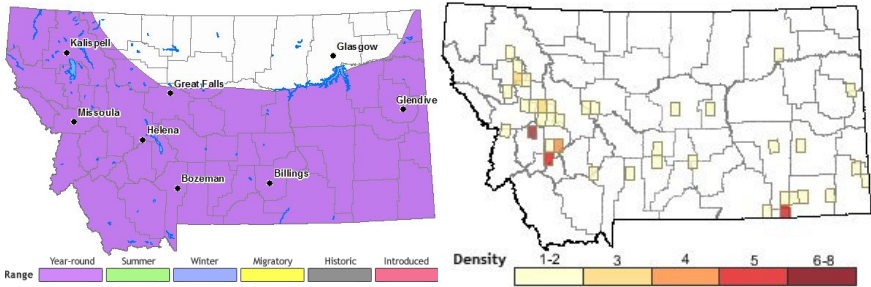 Kalispell
Glasgow
Great Falls
Glendive
Missoula
Helena
Bozeman
Billings
Range
Year-round Summer Winter Migratory Historic Introduced
Density
1-2 3 4 5 6-8